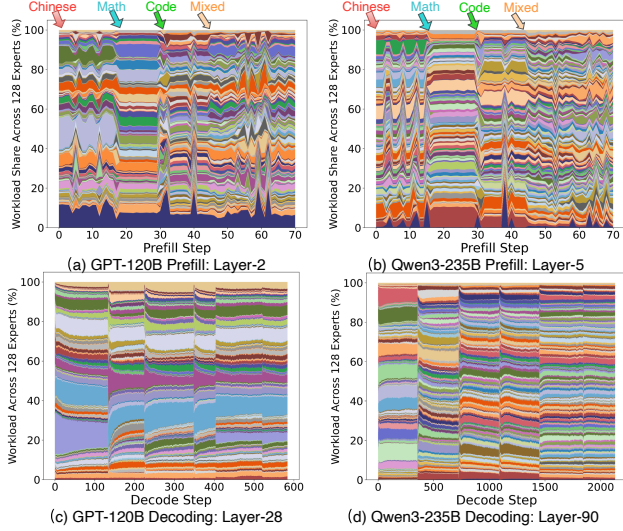 Chinese Math Code Mixed
Workload Share Across 128 Experts (%)
100
80
60
40
20
0
0 10 20 30 40 50 60 70
Prefill Step
(a) GPT-120B Prefill: Layer-2
Chinese Math Code Mixed
Workload Share Across 128 Experts (%)
100
80
60
40
20
0
0 10 20 30 40 50 60 70
Prefill Step
(b) Qwen3-235B Prefill: Layer-5
Workload Across 128 Experts (%)
100
80
60
40
20
0
0 100 200 300 400 500 600
Decode Step
(c) GPT-120B Decoding: Layer-28
Workload Across 128 Experts (%)
100
80
60
40
20
0
0 500 1000 1500 2000
Decode Step
(d) Qwen3-235B Decoding: Layer-90